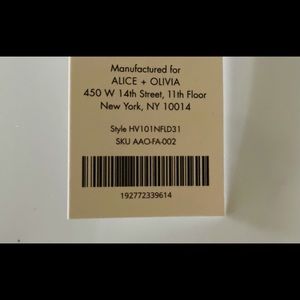 Manufactured for
ALICE + OLIVIA
450 W 14th Street, 11th Floor
New York, NY 10014
Style HV101NFLD31
SKU AAO-FA-002
192772339614